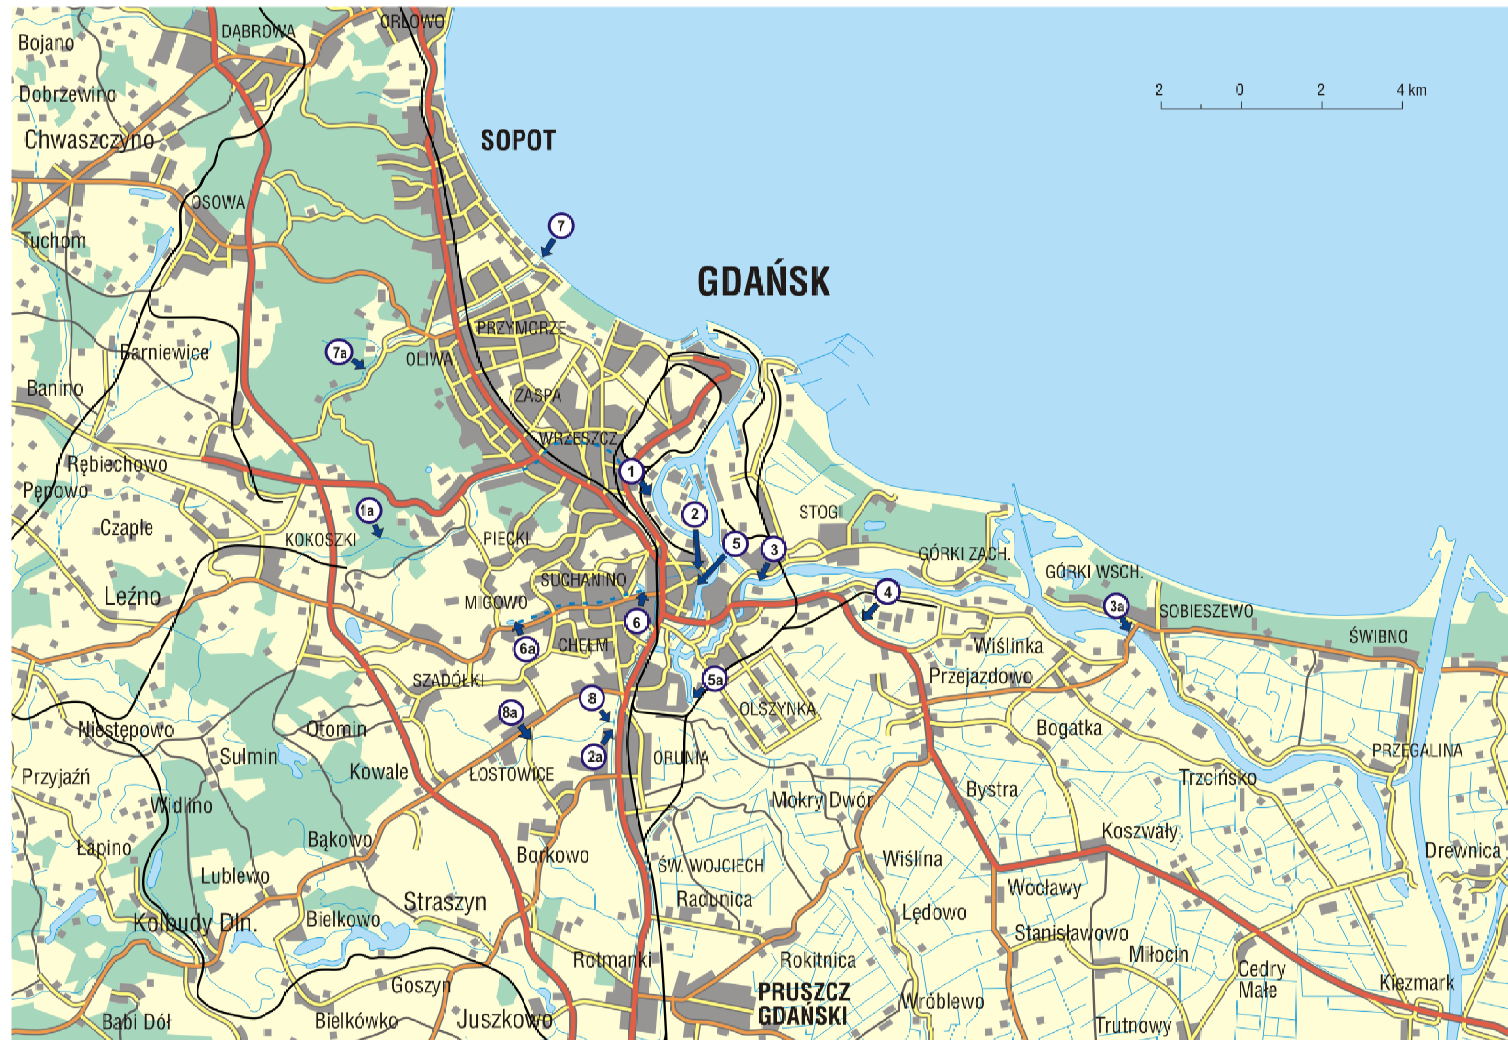 DĄBROWA
ORŁOWO
Bojano
Dobrzewino
2 0 2 4 km
Chwaszczyno
SOPOT
OSOWA
7
Tuchom
GDAŃSK
PRZYMORZE
7a
Barniewice
OLIWA
Banino
ZASPA
WRZESZCZ
Rębiechowo
1
Pępowo
1a
2
STOGI
Czaple
KOKOSZKI
PIECKI
5
3
GÓRKI ZACH.
GÓRKI WSCH.
SUCHANINO
Leźno
MIGOWO
4
3a
SOBIESZEWO
6
ŚWIBNO
6a
CHEŁM
Wiślinka
SZADÓŁKI
5a
Przejazdowo
8
8a
OLSZYNKA
Niestępowo
Otomin
Bogatka
Sulmin
2a
ORUNIA
PRZEGALINA
Przyjaźń
Kowale
ŁOSTOWICE
Trzcińsko
Widlino
Mokry Dwór
Bystra
Bąkowo
Koszwały
Łapino
Borkowo
Wiślina
Drewnica
Lublewo
ŚW. WOJCIECH
Wocławy
Straszyn
Radunica
Lędowo
Kolbudy Dln.
Bielkowo
Stanisławowo
Miłocin
Rotmanki
Rokitnica
Cedry
Małe
Kiezmark
Goszyn
PRUSZCZ
GDAŃSKI
Wróblewo
Babi Dół
Bielkówko
Juszkowo
Trutnowy